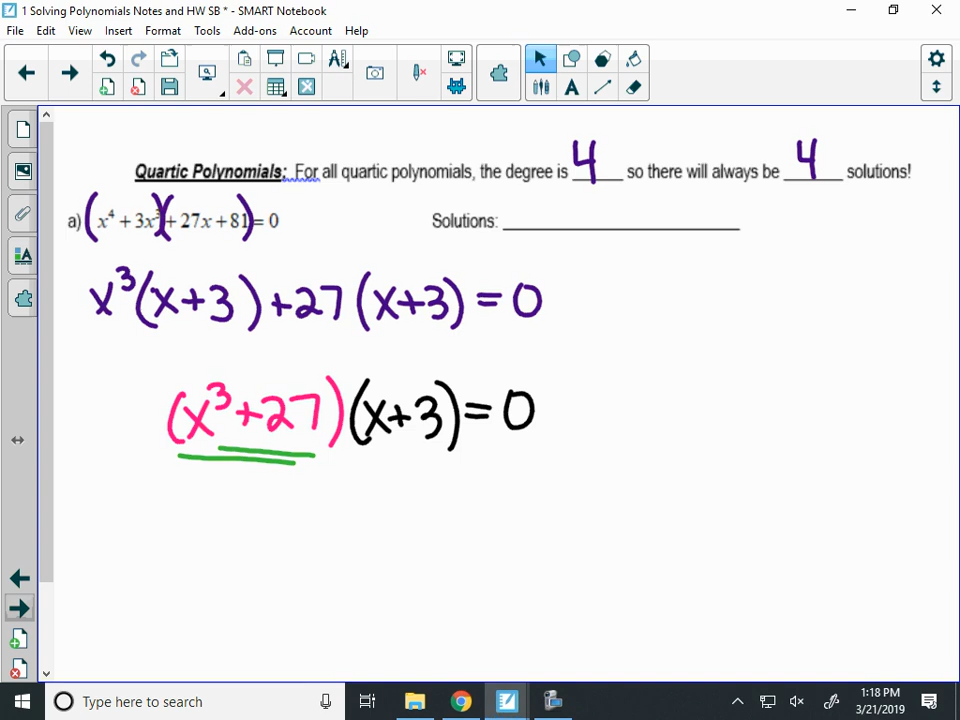 1 Solving Polynomials Notes and HW SB * - SMART Notebook
File Edit View Insert Format Tools Add-ons Account Help
Quartic Polynomials: For all quartic polynomials, the degree is 4 so there will always be 4 solutions!
a) (x⁴ + 3x³)(+ 27x + 81) = 0 Solutions: ____________
x³(x+3)+27(x+3)=0
(x³+27)(x+3)=0
Type here to search
1:18 PM
3/21/2019